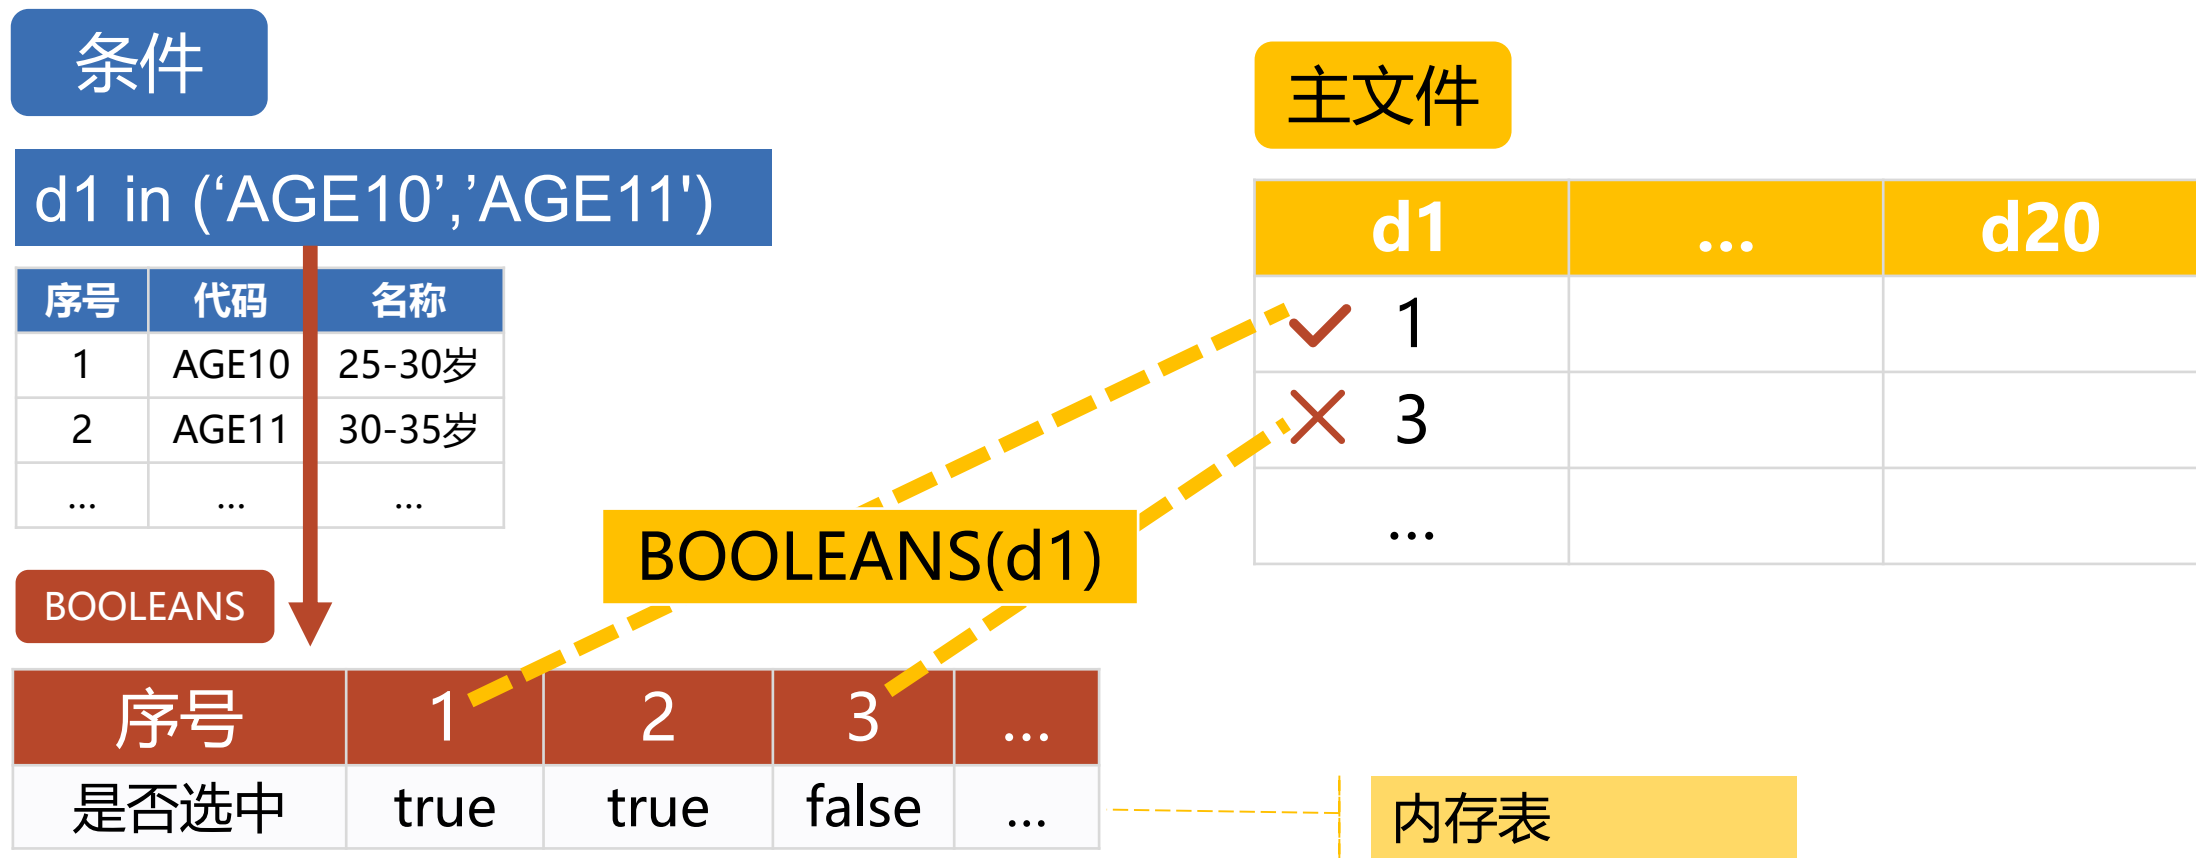 条件
d1 in (‘AGE10’,’AGE11')
序号 代码 名称
1 AGE10 25-30岁
2 AGE11 30-35岁
... ... ...
BOOLEANS
序号 1 2 3 ...
是否选中 true true false ...
BOOLEANS(d1)
主文件
d1 ... d20
1
3
...
内存表